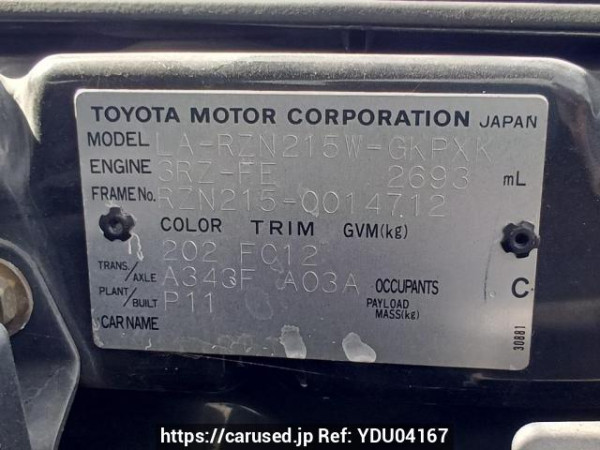 TOYOTA MOTOR CORPORATION JAPAN
MODEL LA-RZN215W-GKPXK
ENGINE 3RZ-FE 2693 mL
FRAME No. RZN215-0014712
COLOR TRIM GVM(kg)
202 FC12
TRANS./AXLE A343F A03A OCCUPANTS C
PLANT/BUILT P11 PAYLOAD MASS(kg)
CAR NAME
30881
https://carused.jp Ref: YDU04167